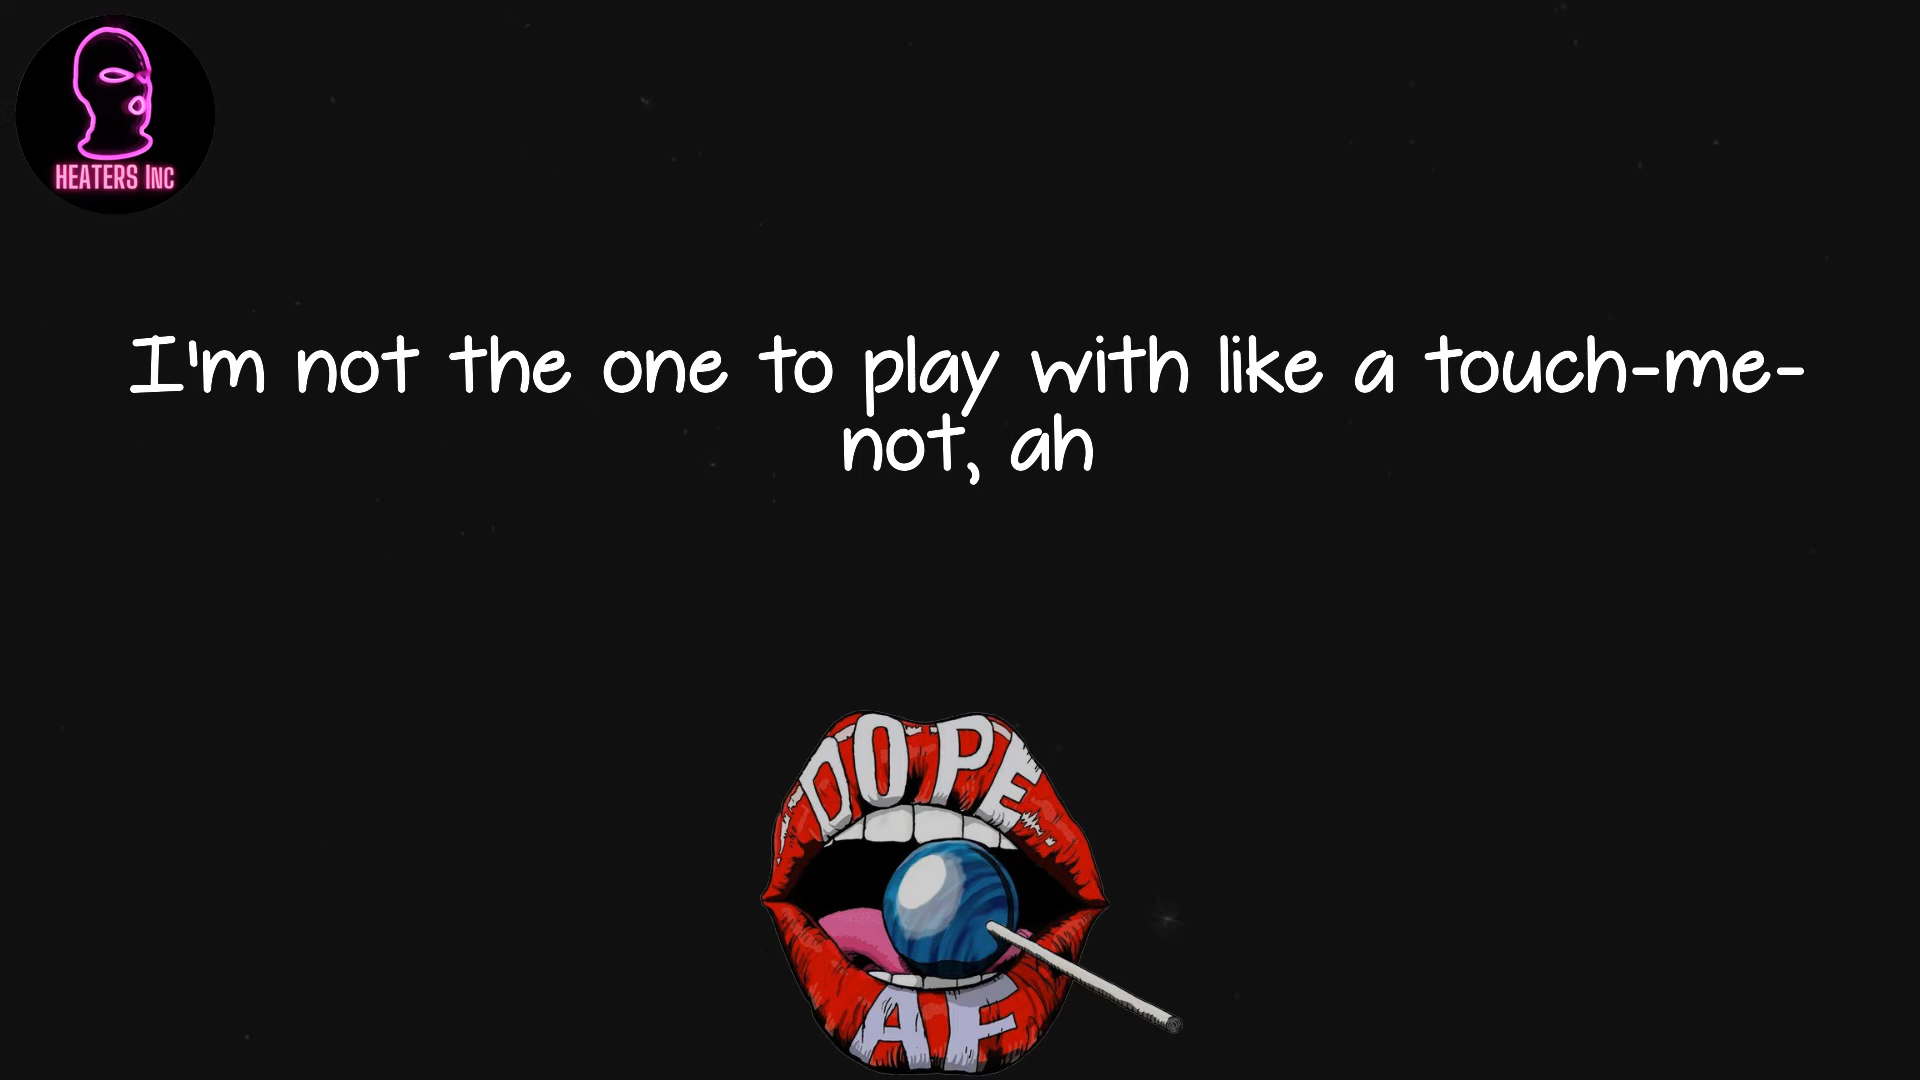 HEATERS INC
I'm not the one to play with like a touch-me-
not, ah
DOPE
AF